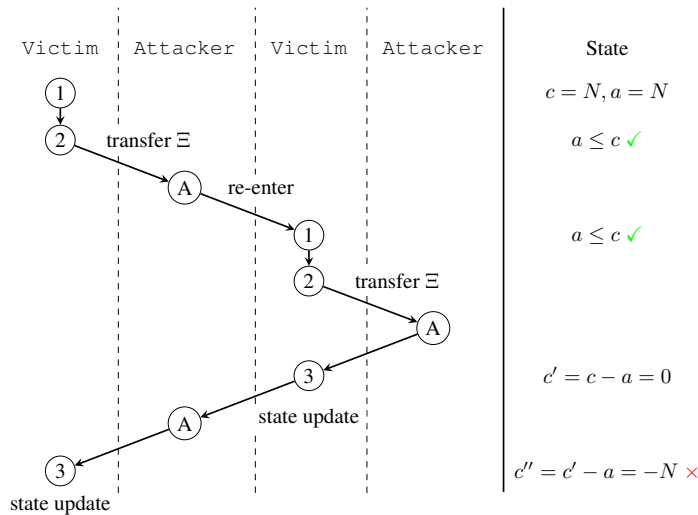 Victim Attacker Victim Attacker State
1 c = N, a = N
2 transfer Ξ a ≤ c ✓
A re-enter
1 a ≤ c ✓
2 transfer Ξ
A
3 c′ = c − a = 0
A state update
3 c′′ = c′ − a = −N ×
state update